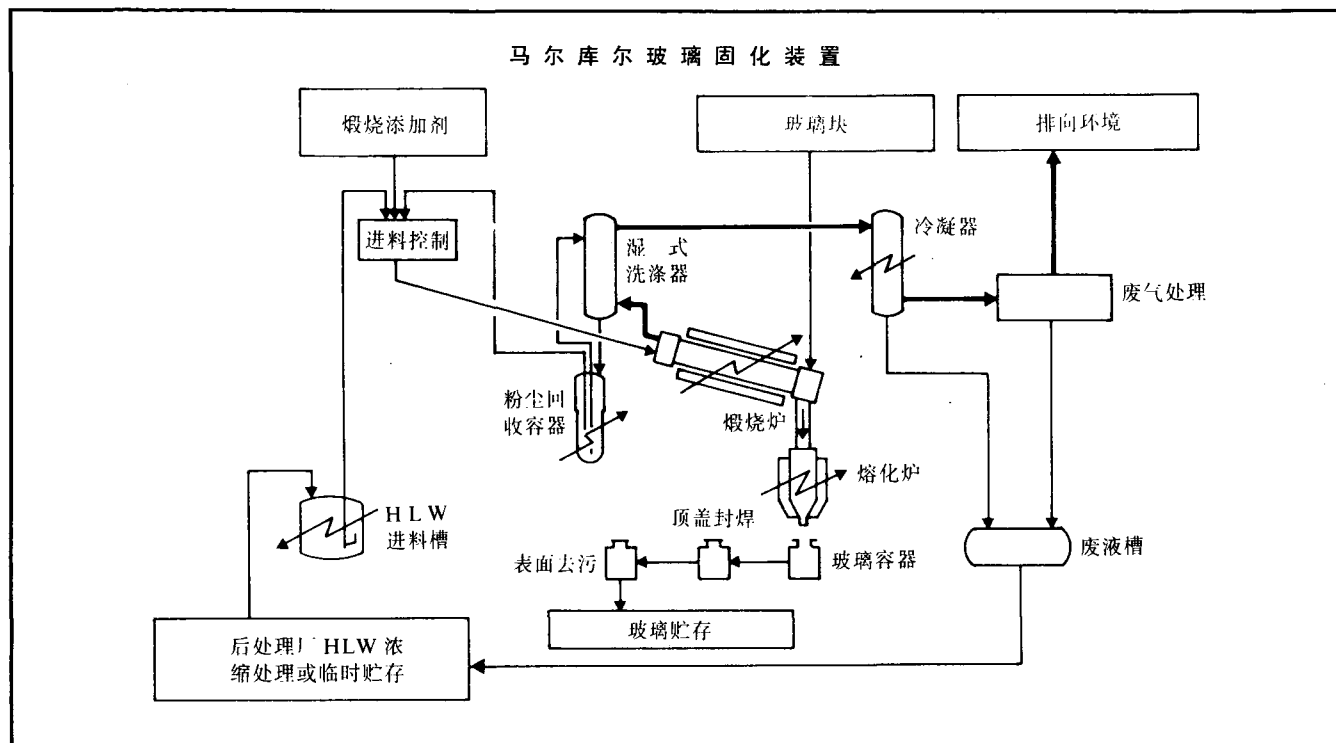 马尔库尔玻璃固化装置
煅烧添加剂
玻璃块
排向环境
进料控制
湿式
洗涤器
冷凝器
废气处理
粉尘回
收容器
煅烧炉
熔化炉
HLW
进料槽
顶盖封焊
表面去污
玻璃容器
废液槽
玻璃贮存
后处理厂HLW浓
缩处理或临时贮存